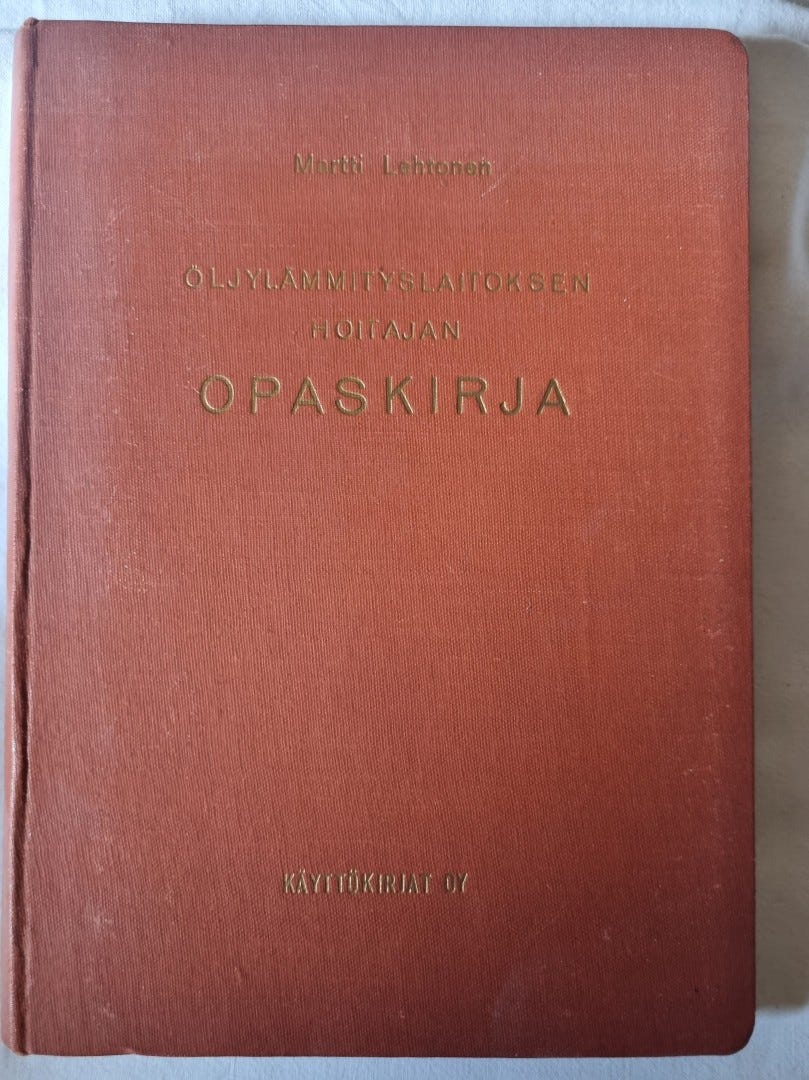 Martti Lehtonen
ÖLJYLÄMMITYSLAITOKSEN
HOITAJAN
OPASKIRJA
KÄYTTÖKIRJAT OY